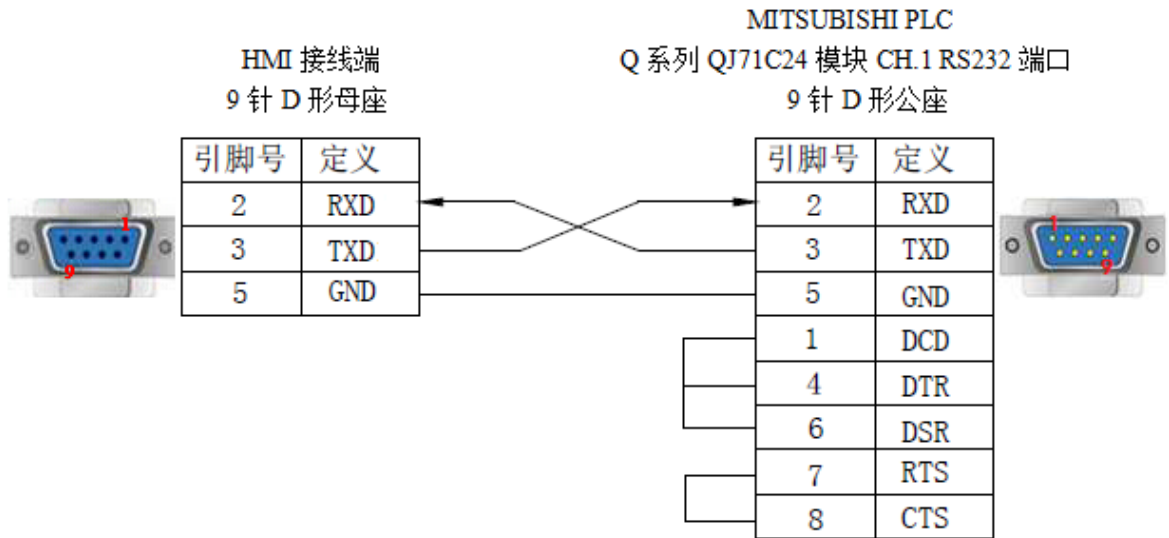 MITSUBISHI PLC
HMI 接线端
Q 系列 QJ71C24 模块 CH.1 RS232 端口
9 针 D 形母座
9 针 D 形公座
引脚号 定义
2 RXD
3 TXD
5 GND
1
9
引脚号 定义
2 RXD
3 TXD
5 GND
1 DCD
4 DTR
6 DSR
7 RTS
8 CTS
1
9